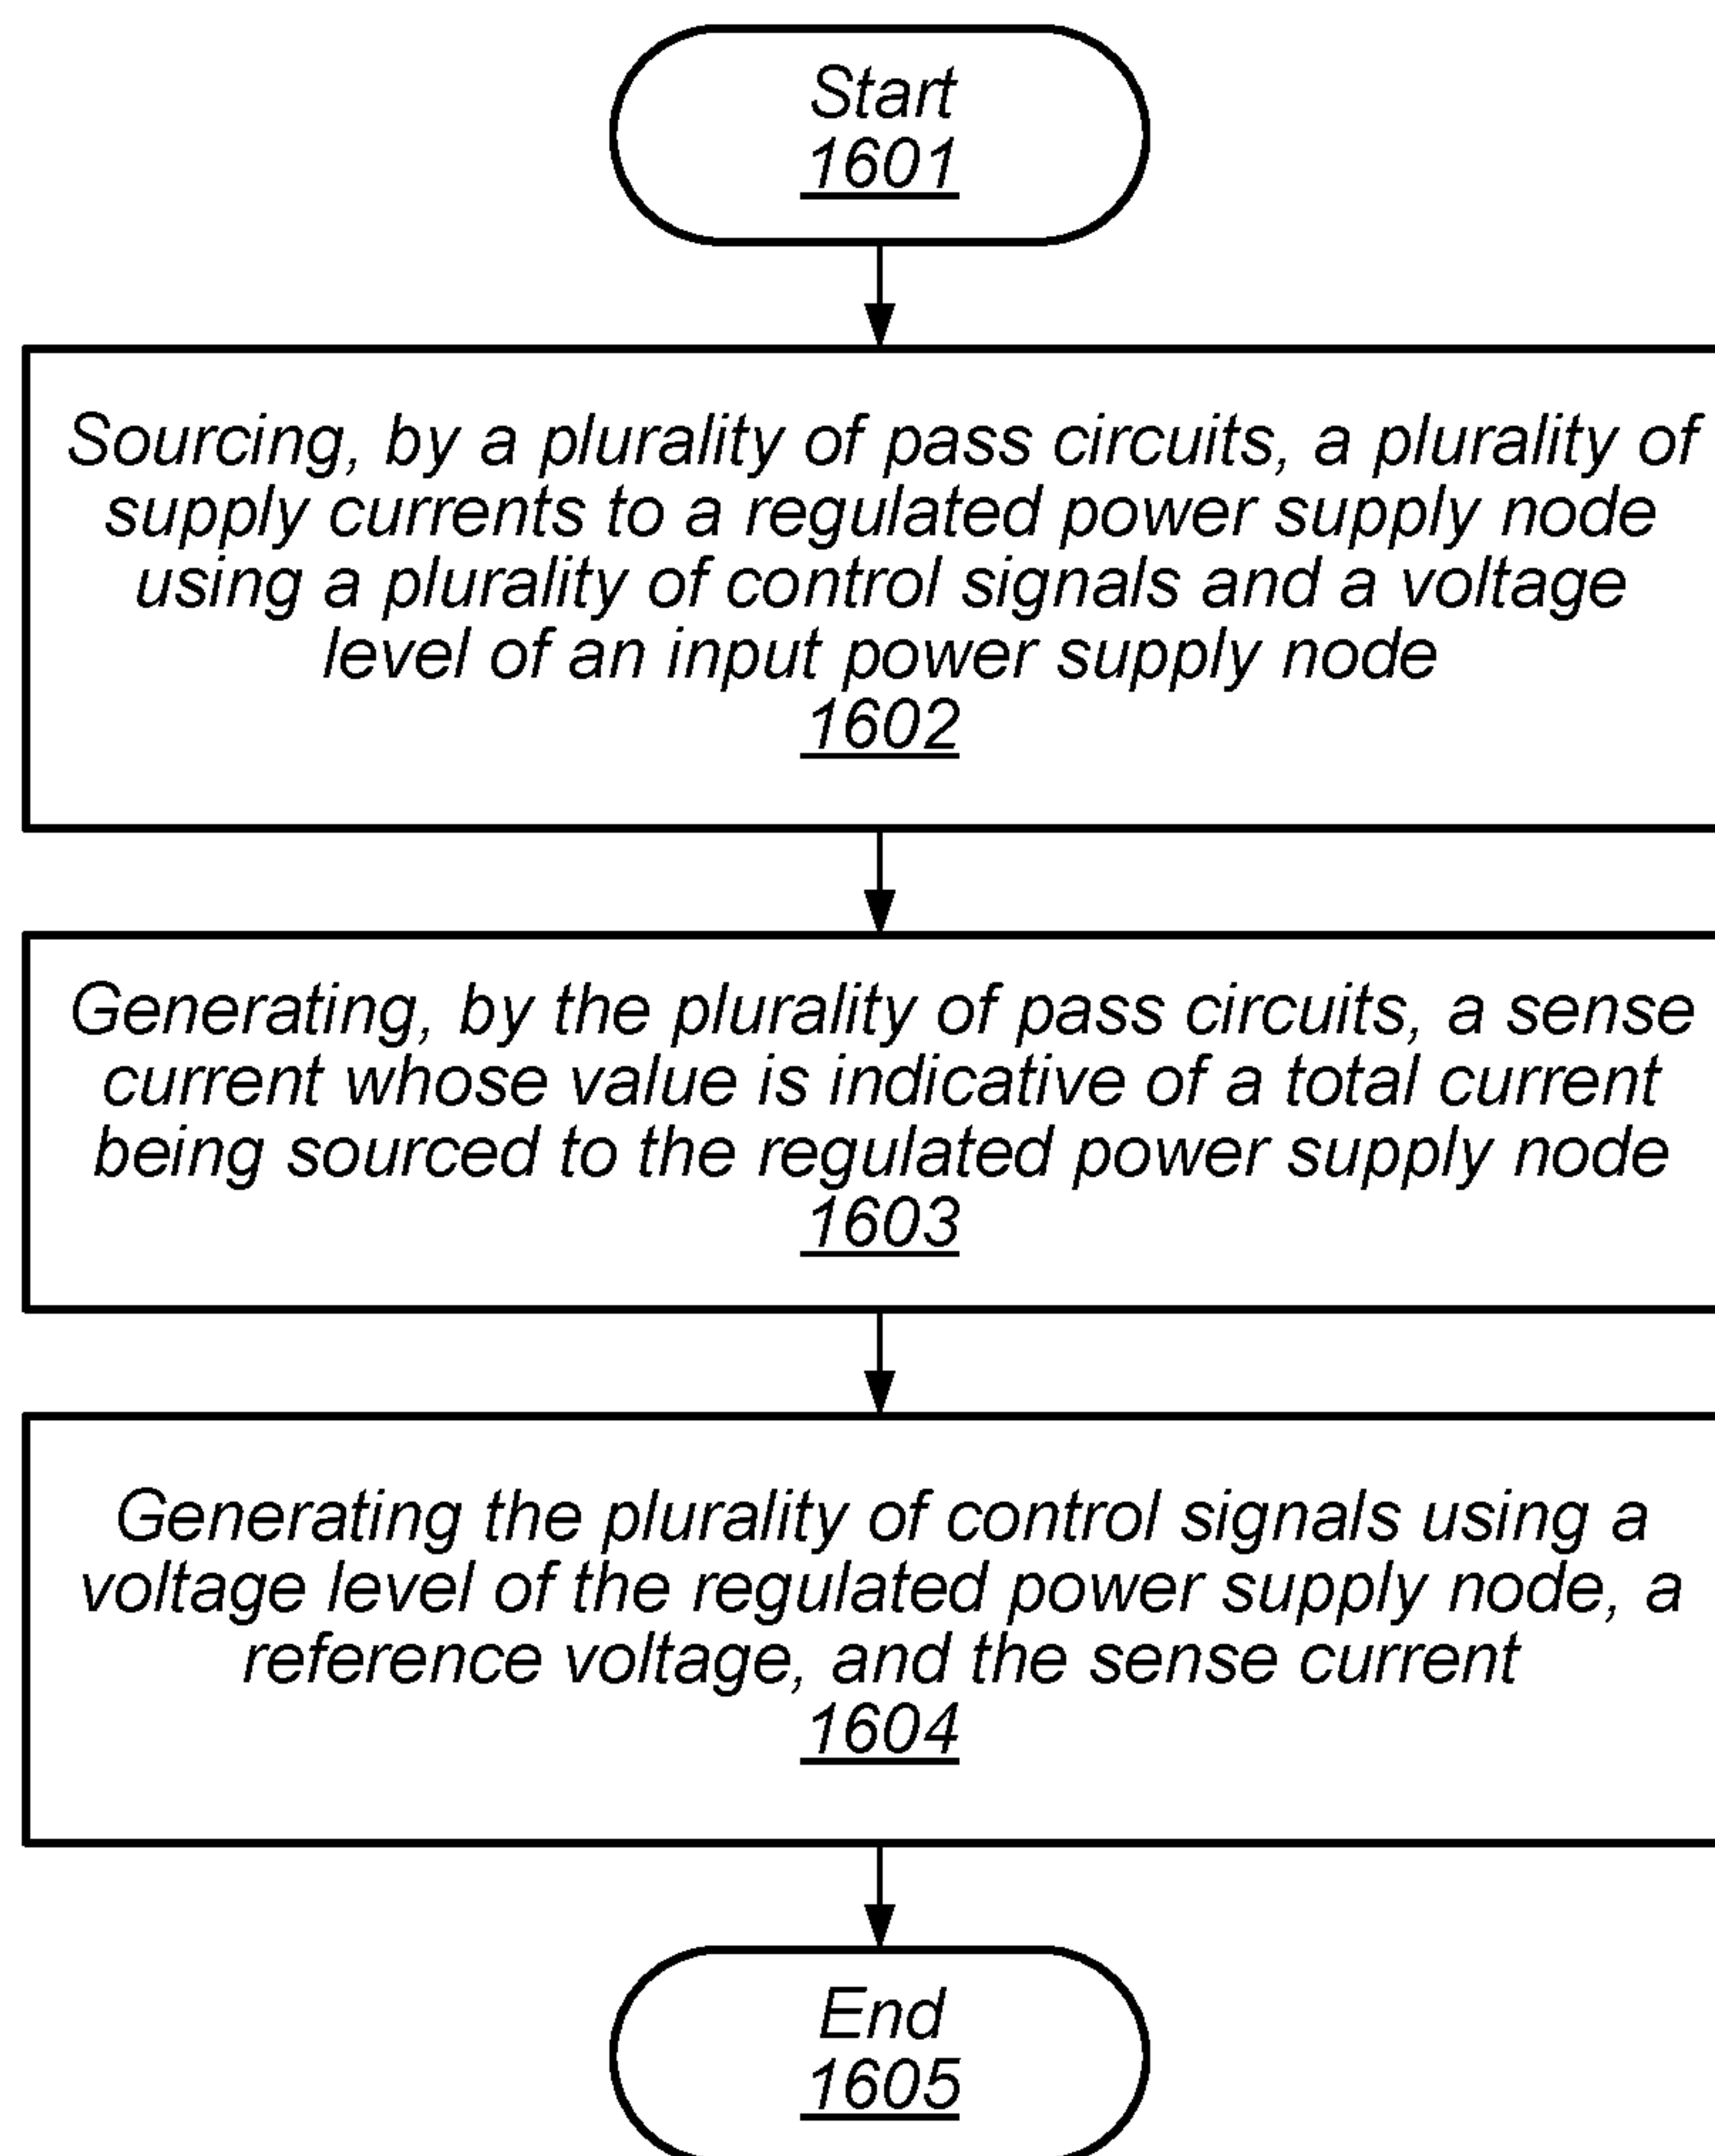 Start
1601
Sourcing, by a plurality of pass circuits, a plurality of
supply currents to a regulated power supply node
using a plurality of control signals and a voltage
level of an input power supply node
1602
Generating, by the plurality of pass circuits, a sense
current whose value is indicative of a total current
being sourced to the regulated power supply node
1603
Generating the plurality of control signals using a
voltage level of the regulated power supply node, a
reference voltage, and the sense current
1604
End
1605